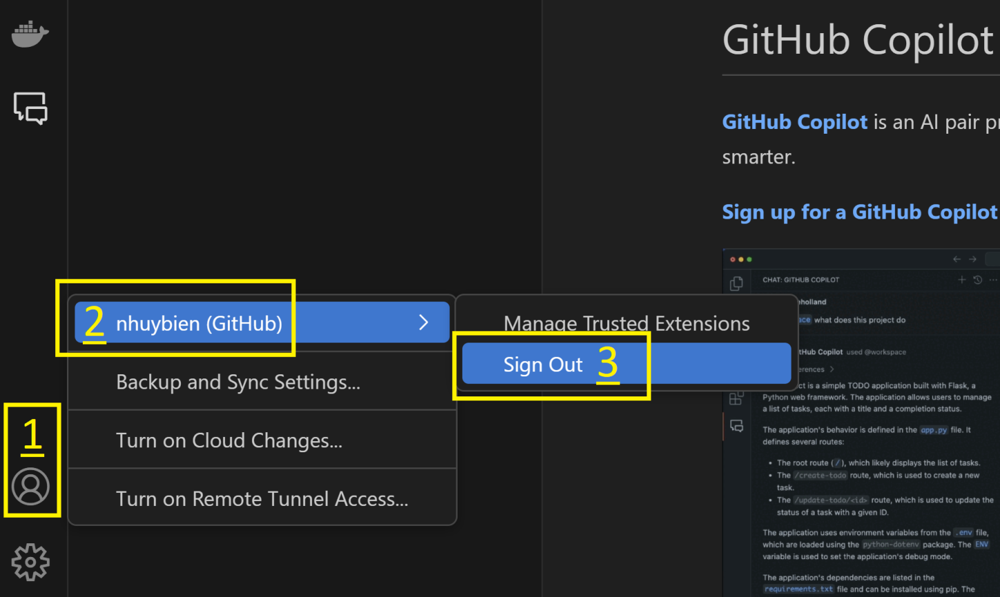 GitHub Copilot
GitHub Copilot is an AI pair
smarter.
Sign up for a GitHub Copilot
CHAT: GITHUB COPILOT
what does this project do
GitHub Copilot used @workspace
is a simple TODO application built with Flask, a
Python web framework. The application allows users to manage
a list of tasks, each with a title and a completion status.
The application's behavior is defined in the app.py file. It
defines several routes:
• The root route (/), which likely displays the list of tasks.
• The /create-todo route, which is used to create a new
task.
• The /update-todo/<id> route, which is used to update the
status of a task with a given ID.
The application uses environment variables from the .env file,
which are loaded using the python-dotenv package. The ENV
variable is used to set the application's debug mode.
The application's dependencies are listed in the
requirements.txt file and can be installed using pip. The
2 nhuybien (GitHub)
Manage Trusted Extensions
Sign Out 3
Backup and Sync Settings...
Turn on Cloud Changes...
Turn on Remote Tunnel Access...
1